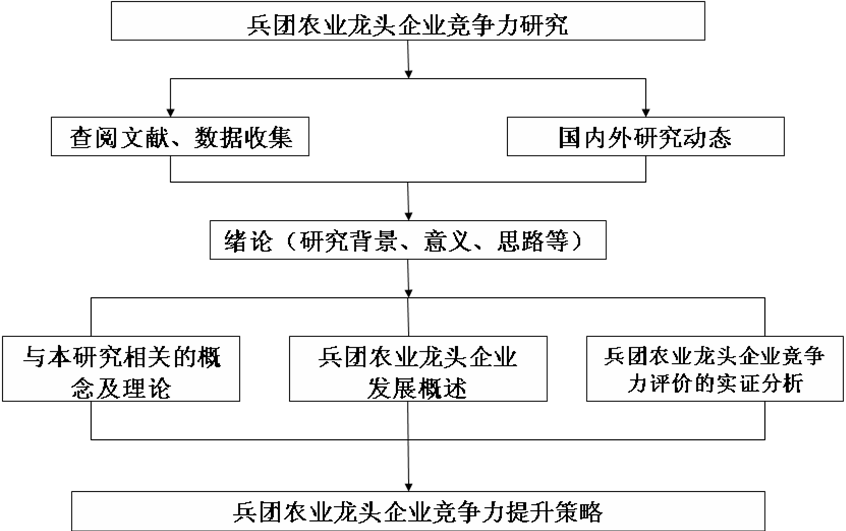 兵团农业龙头企业竞争力研究
查阅文献、数据收集
国内外研究动态
绪论（研究背景、意义、思路等）
与本研究相关的概
念及理论
兵团农业龙头企业
发展概述
兵团农业龙头企业竞争
力评价的实证分析
兵团农业龙头企业竞争力提升策略